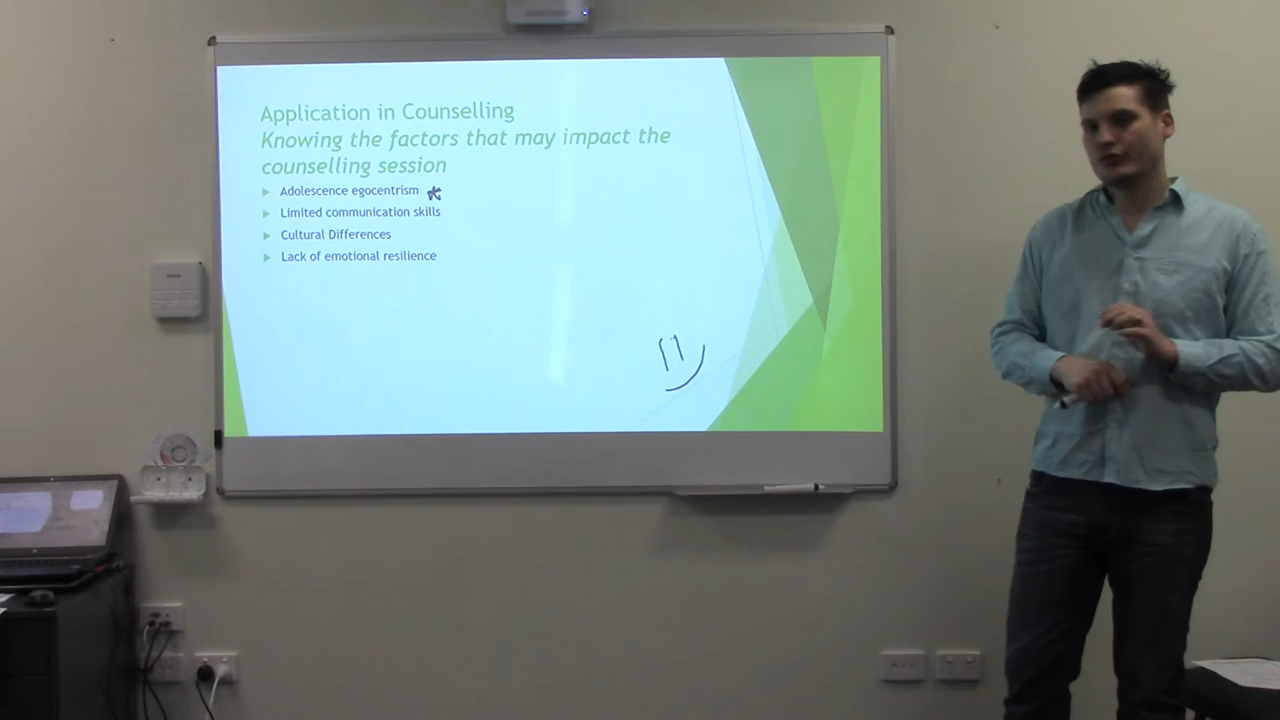 Application in Counselling
Knowing the factors that may impact the
counselling session
Adolescence egocentrism
Limited communication skills
Cultural Differences
Lack of emotional resilience
EPSON